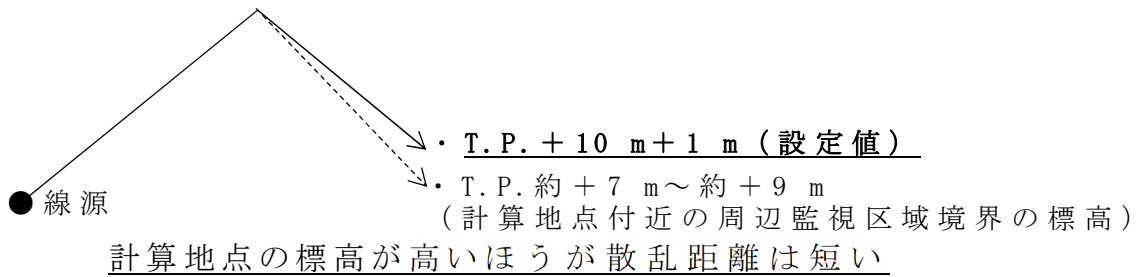 ・T.P.＋10 m＋1 m（設定値）
●線源
・T.P.約＋7 m～約＋9 m
（計算地点付近の周辺監視区域境界の標高）
計算地点の標高が高いほうが散乱距離は短い